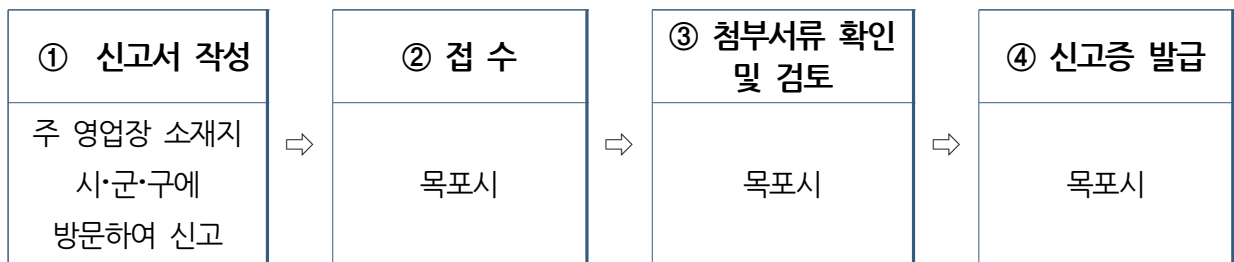 ① 신고서 작성
주 영업장 소재지
시·군·구에
방문하여 신고
⇨
② 접 수
목포시
⇨
③ 첨부서류 확인
및 검토
목포시
⇨
④ 신고증 발급
목포시